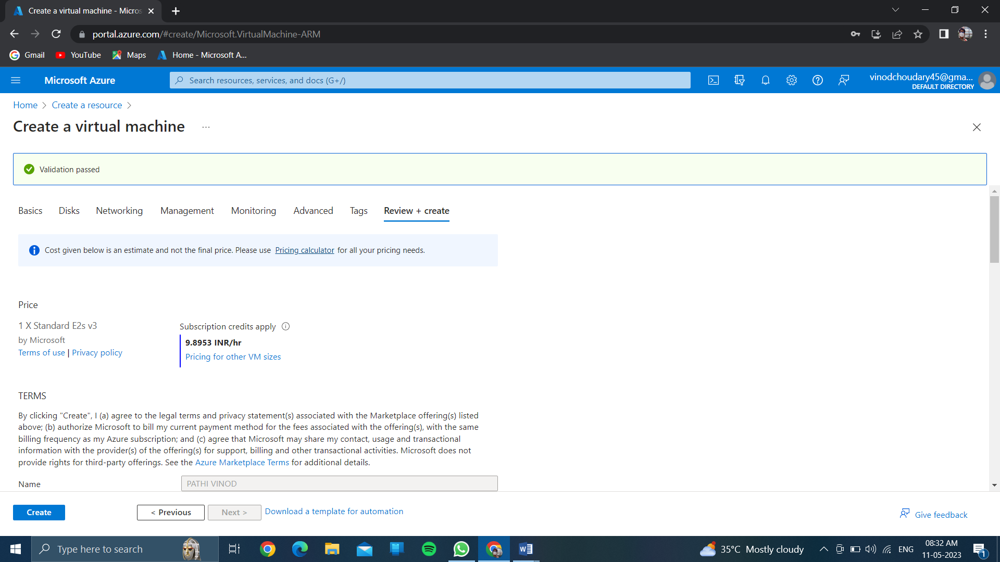 Create a virtual machine - Micros
portal.azure.com/#create/Microsoft.VirtualMachine-ARM
Gmail YouTube Maps Home - Microsoft A...
Microsoft Azure
Search resources, services, and docs (G+/)
vinodchoudary45@gma...
DEFAULT DIRECTORY
Home > Create a resource >
Create a virtual machine ...
Validation passed
Basics Disks Networking Management Monitoring Advanced Tags Review + create
Cost given below is an estimate and not the final price. Please use Pricing calculator for all your pricing needs.
Price
1 X Standard E2s v3
by Microsoft
Terms of use | Privacy policy
Subscription credits apply
9.8953 INR/hr
Pricing for other VM sizes
TERMS
By clicking "Create", I (a) agree to the legal terms and privacy statement(s) associated with the Marketplace offering(s) listed
above; (b) authorize Microsoft to bill my current payment method for the fees associated with the offering(s), with the same
billing frequency as my Azure subscription; and (c) agree that Microsoft may share my contact, usage and transactional
information with the provider(s) of the offering(s) for support, billing and other transactional activities. Microsoft does not
provide rights for third-party offerings. See the Azure Marketplace Terms for additional details.
Name PATHI VINOD
Create < Previous Next > Download a template for automation
Give feedback
Type here to search
35°C Mostly cloudy
ENG
08:32 AM
11-05-2023
1